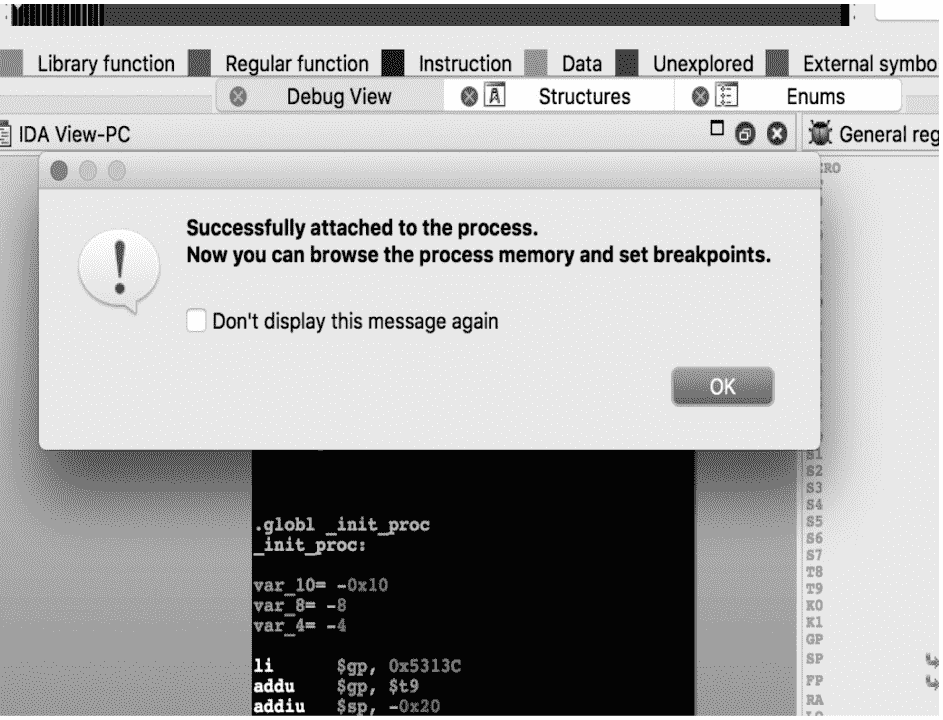 Library function Regular function Instruction Data Unexplored External symbo
Debug View Structures Enums
IDA View-PC General reg
Successfully attached to the process.
Now you can browse the process memory and set breakpoints.
Don't display this message again
OK
.globl _init_proc
_init_proc:
var_10= -0x10
var_8= -8
var_4= -4
li $gp, 0x5313C
addu $gp, $t9
addiu $sp, -0x20
S1
S2
S3
S4
S5
S6
S7
T8
T9
K0
K1
GP
SP
FP
RA